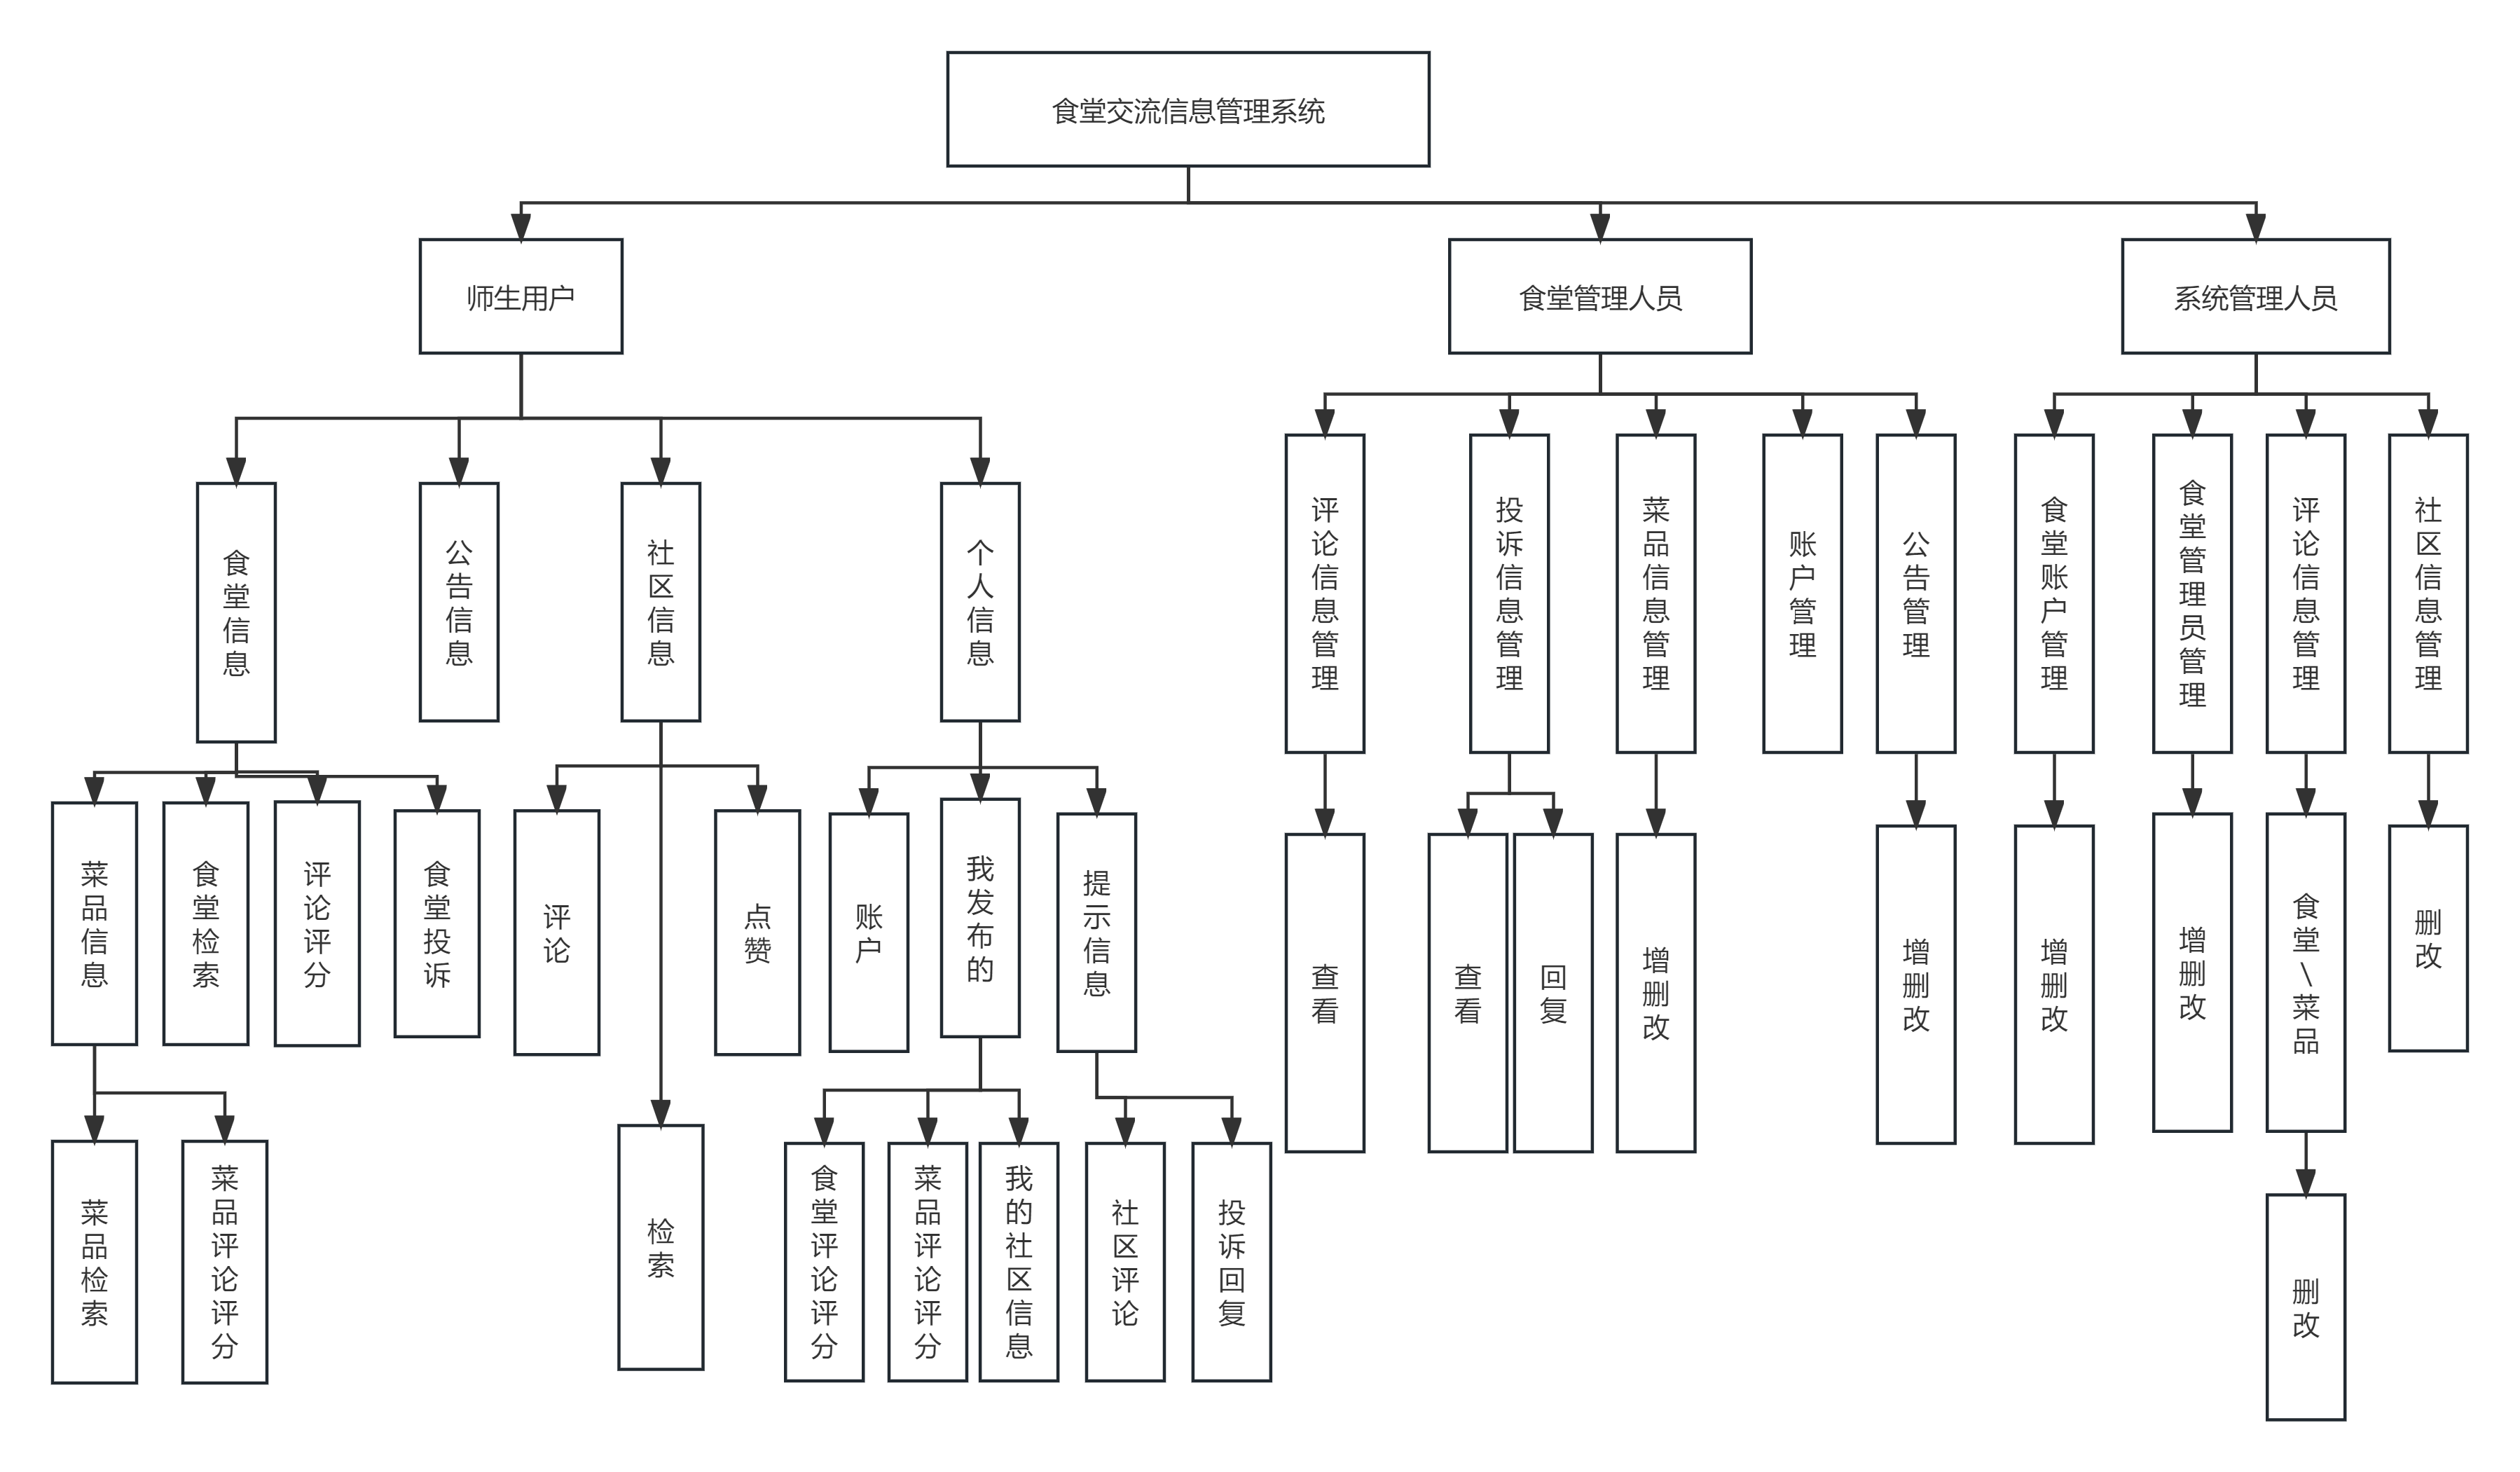 食堂交流信息管理系统
师生用户
食堂管理人员
系统管理人员
食堂信息
公告信息
社区信息
个人信息
评论信息管理
投诉信息管理
菜品信息管理
账户管理
公告管理
食堂账户管理
食堂管理员管理
评论信息管理
社区信息管理
菜品信息
食堂检索
评论评分
食堂投诉
评论
点赞
账户
我发布的
提示信息
查看
查看
回复
增删改
增删改
增删改
增删改
食堂\菜品
删改
菜品检索
菜品评论评分
检索
食堂评论评分
菜品评论评分
我的社区信息
社区评论
投诉回复
删改